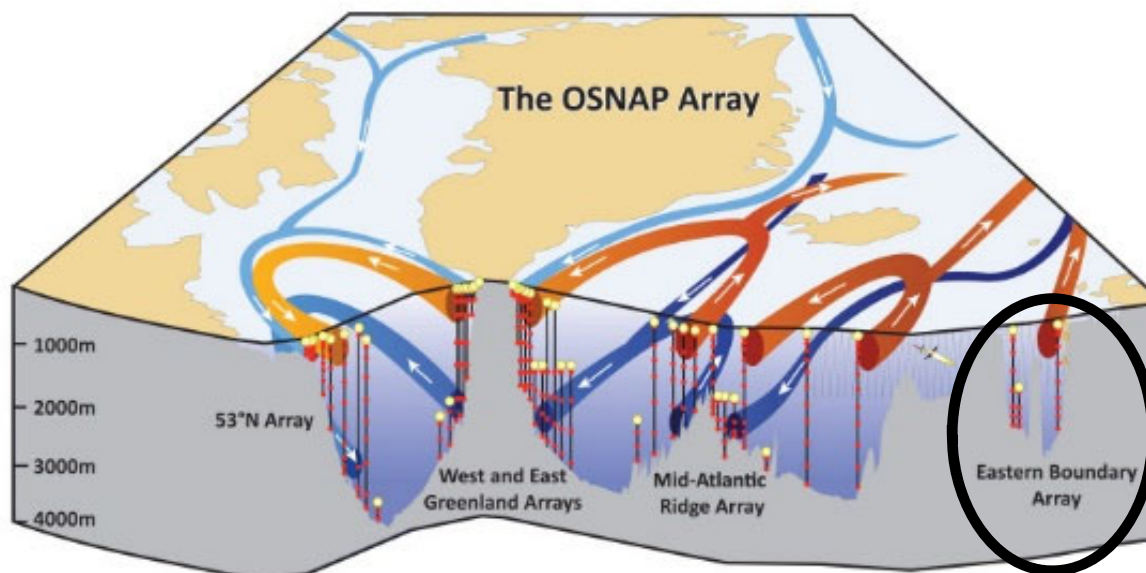 The OSNAP Array
1000m
2000m
3000m
4000m
53°N Array
West and East
Greenland Arrays
Mid-Atlantic
Ridge Array
Eastern Boundary
Array